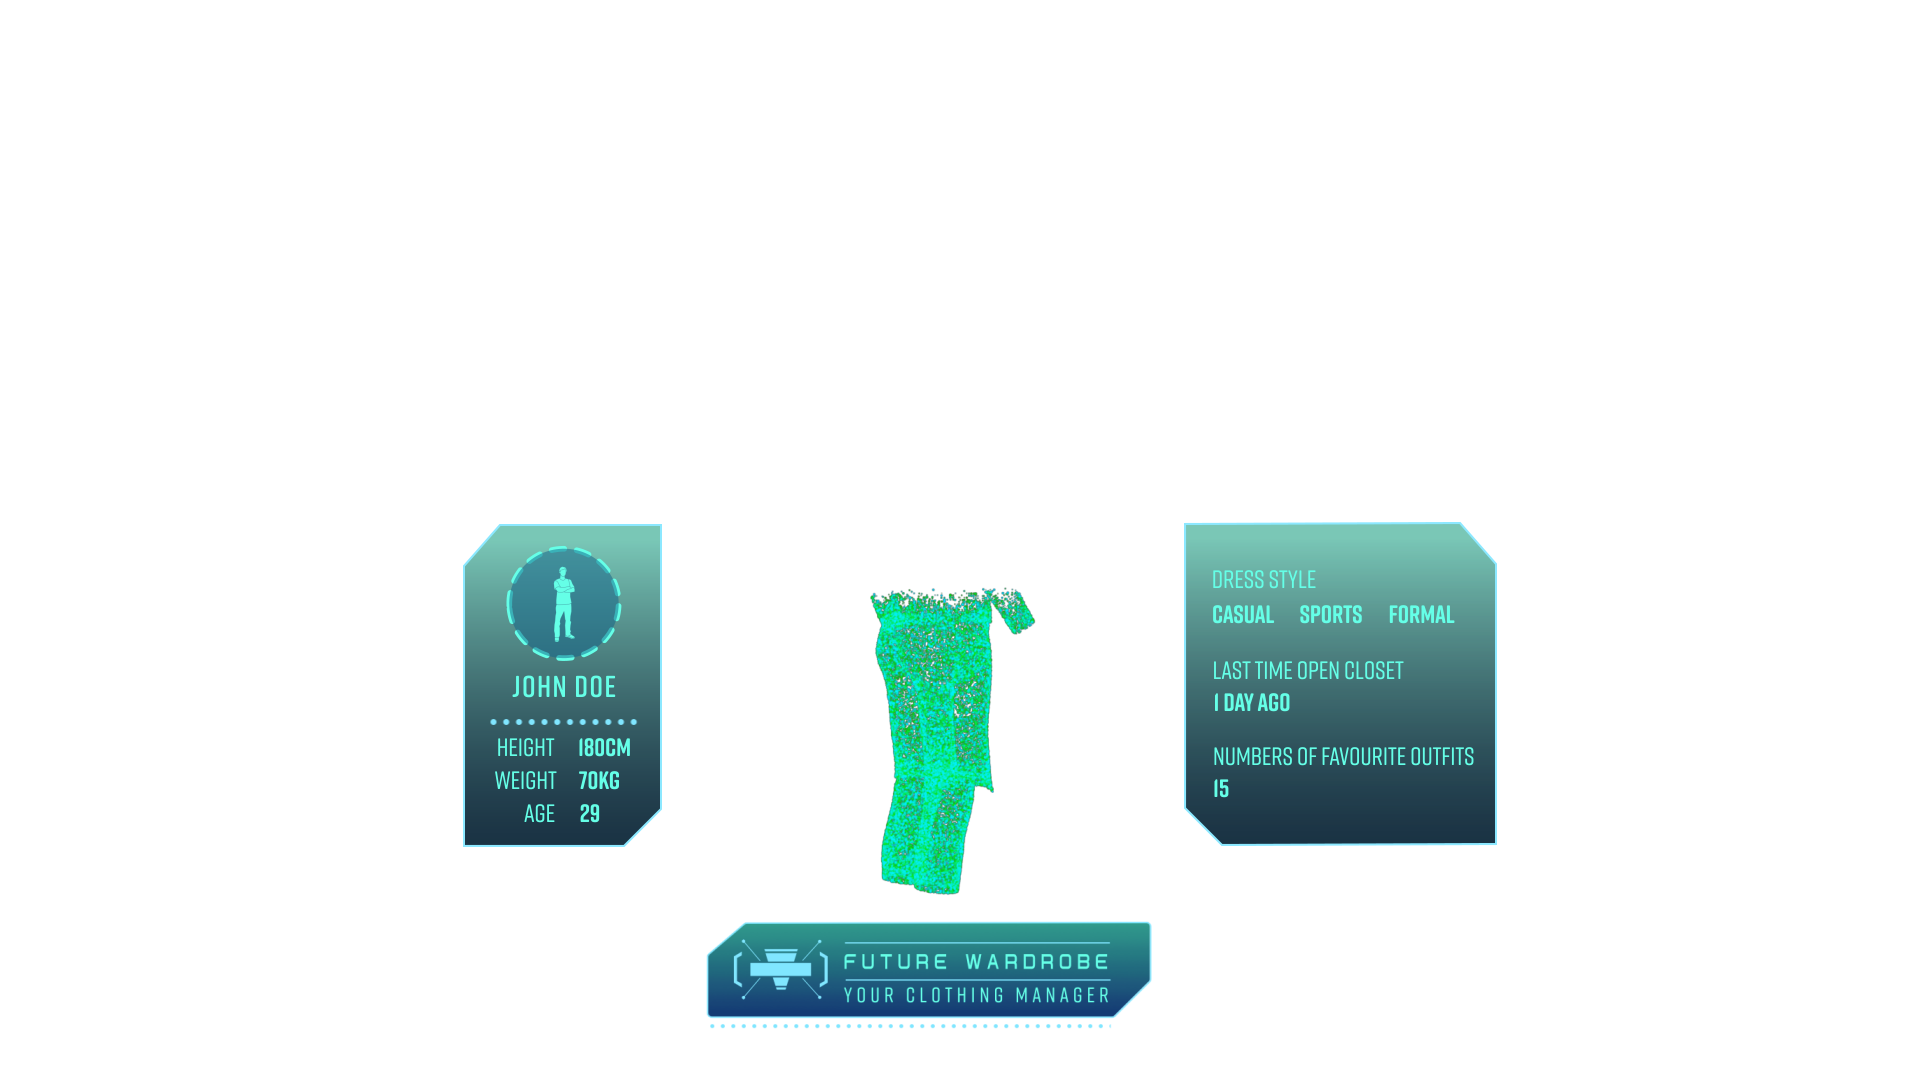 JOHN DOE
HEIGHT 180CM
WEIGHT 70KG
AGE 29
DRESS STYLE
CASUAL SPORTS FORMAL
LAST TIME OPEN CLOSET
1 DAY AGO
NUMBERS OF FAVOURITE OUTFITS
15
FUTURE WARDROBE
YOUR CLOTHING MANAGER